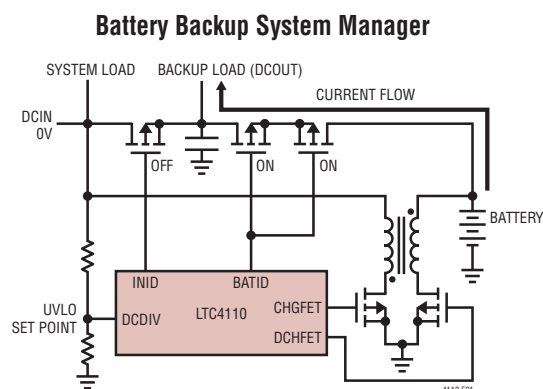 Battery Backup System Manager
SYSTEM LOAD
BACKUP LOAD (DCOUT)
CURRENT FLOW
DCIN
0V
OFF
ON
ON
BATTERY
INID
BATID
UVLO
SET POINT
DCDIV
LTC4110
CHGFET
DCHFET